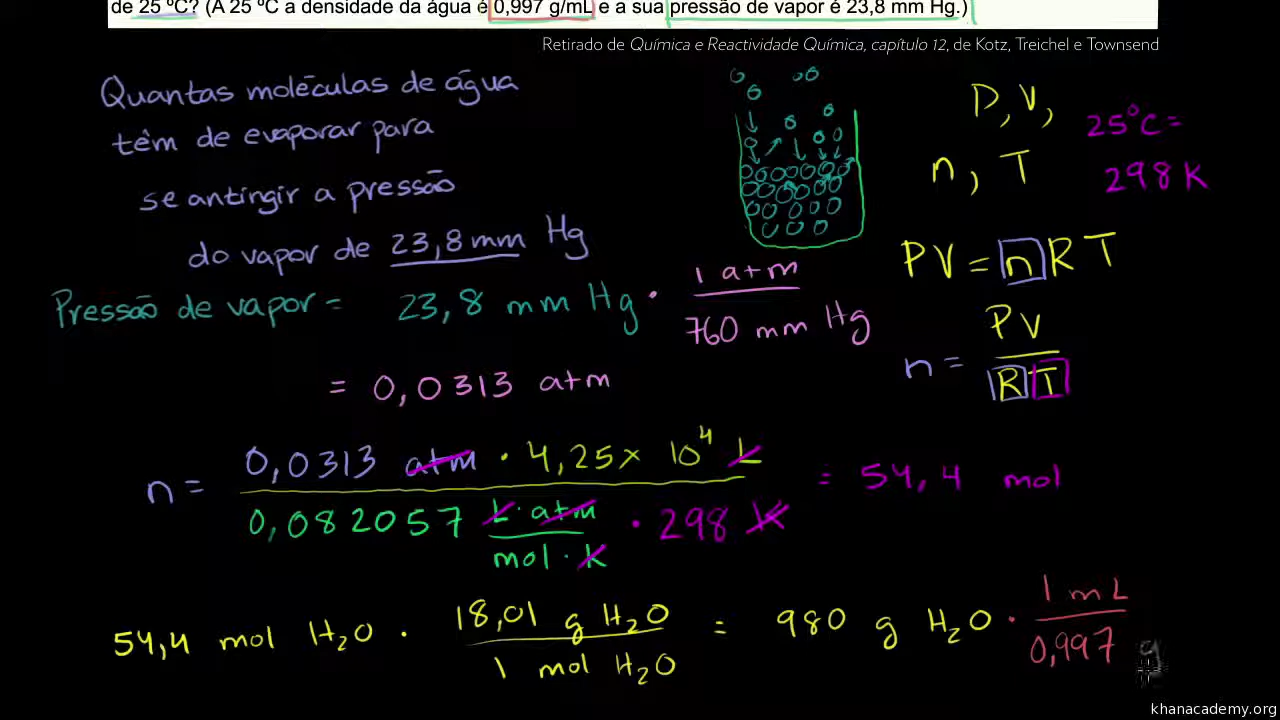 de 25 ºC? (A 25 ºC a densidade da água é 0,997 g/mL e a sua pressão de vapor é 23,8 mm Hg.)
Retirado de Química e Reactividade Química, capítulo 12, de Kotz, Treichel e Townsend
Quantas moléculas de água
têm de evaporar para
se antingir a pressão
do vapor de 23,8 mm Hg
P, V,
n, T
25°C =
298 K
PV = nRT
Pressão de vapor = 23,8 mm Hg · 1 atm / 760 mm Hg
= 0,0313 atm
n = PV / RT
n = 0,0313 atm · 4,25 × 10⁴ L / 0,082057 L · atm / mol · K · 298 K = 54,4 mol
54,4 mol H₂O · 18,01 g H₂O / 1 mol H₂O = 980 g H₂O · 1 mL / 0,997 g
khanacademy.org